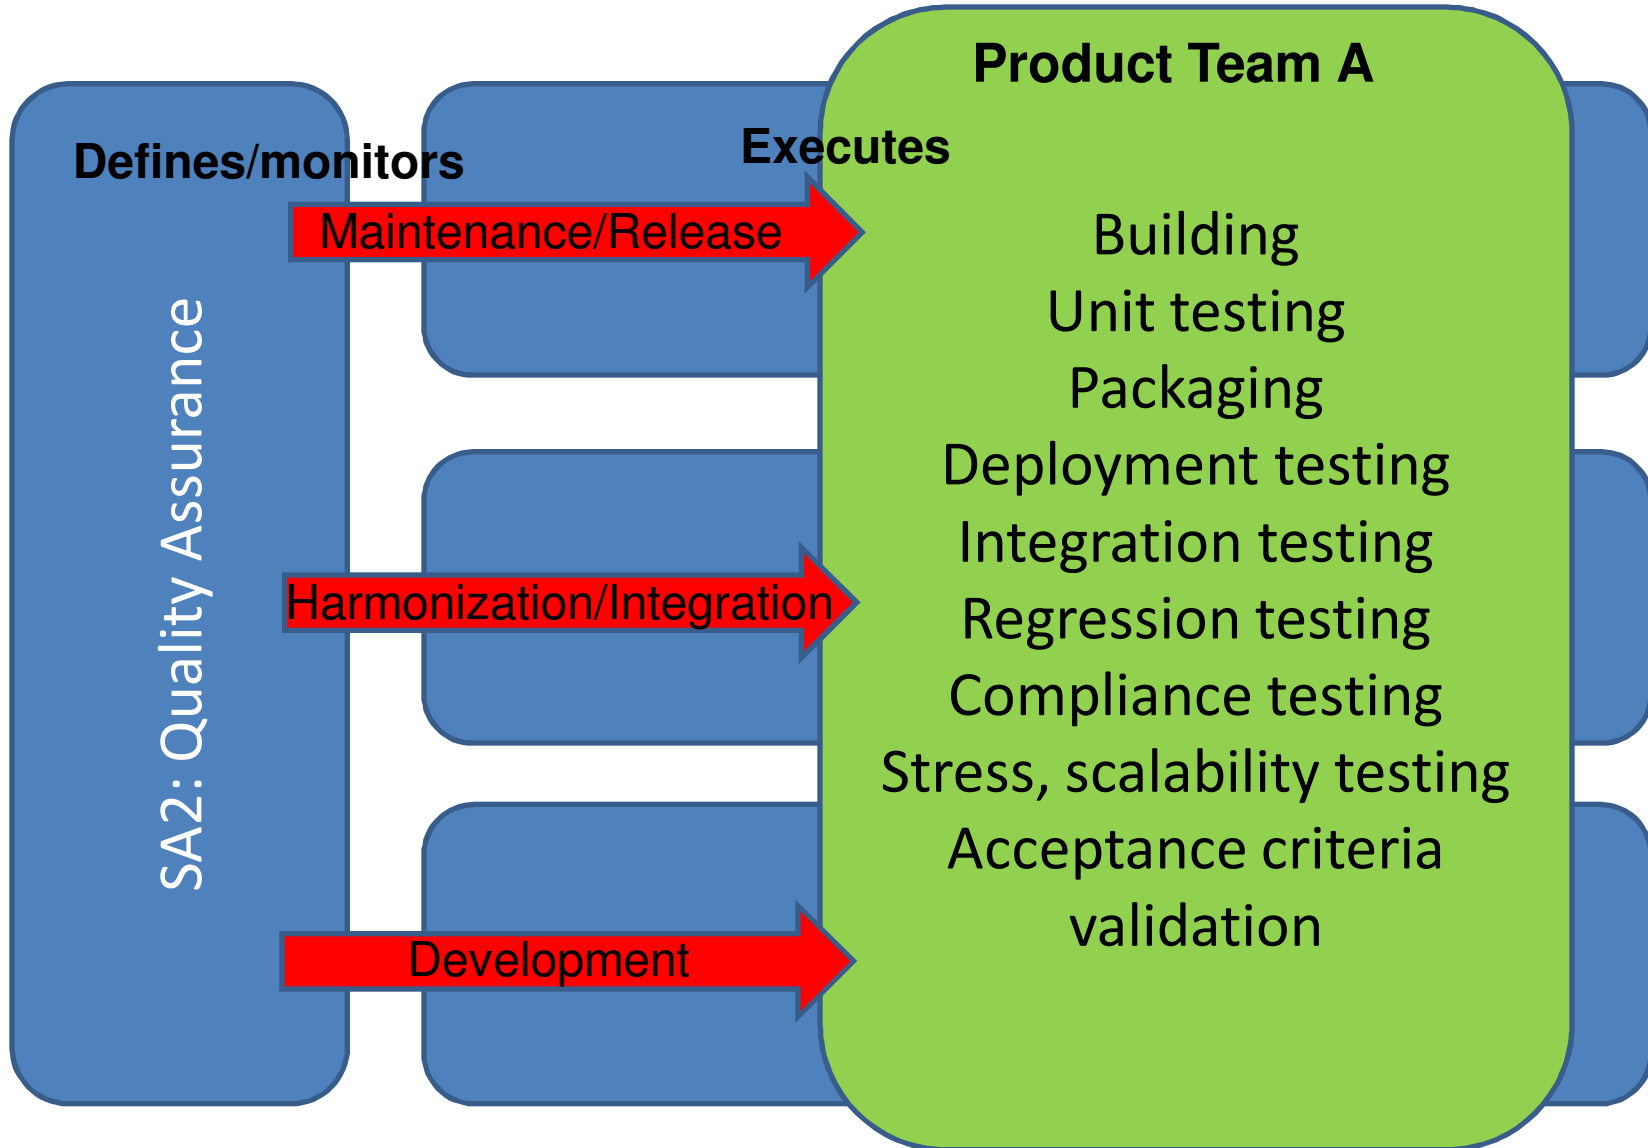 Product Team A
Defines/monitors
Executes
Maintenance/Release
Harmonization/Integration
Development
SA2: Quality Assurance
Building
Unit testing
Packaging
Deployment testing
Integration testing
Regression testing
Compliance testing
Stress, scalability testing
Acceptance criteria
validation